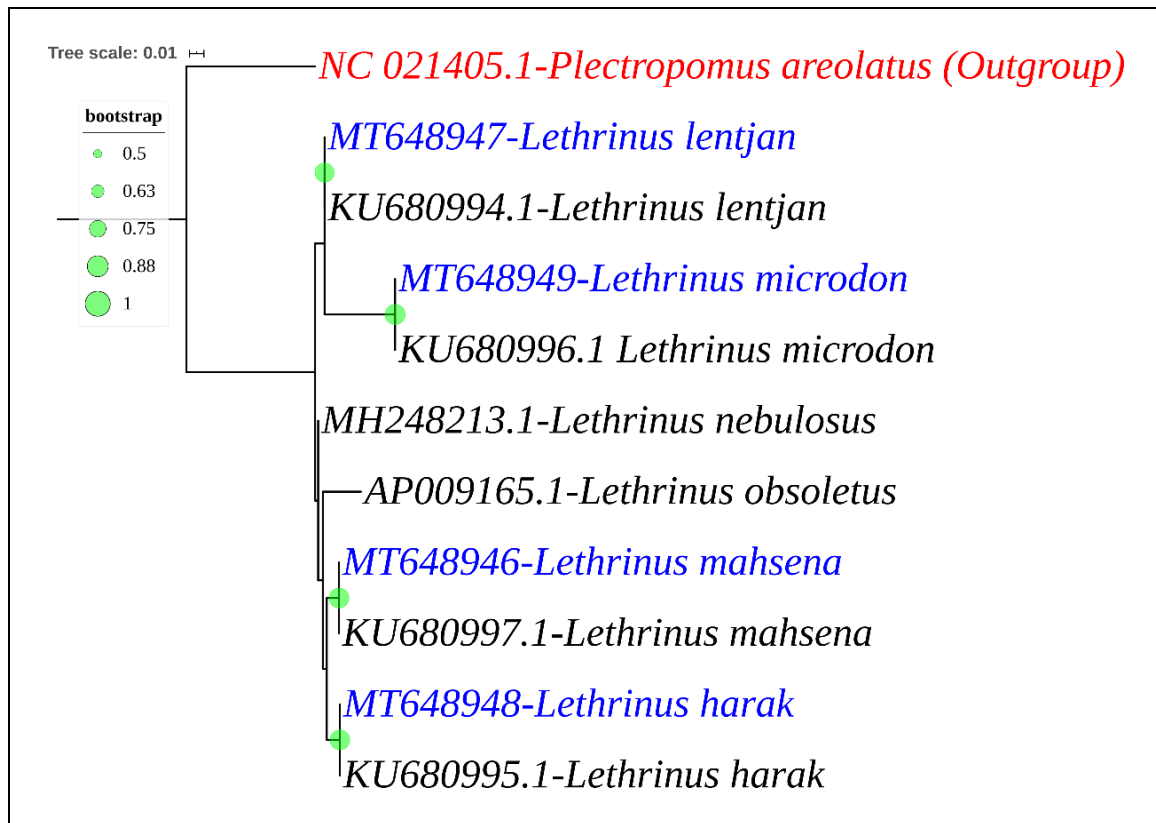 Tree scale: 0.01
NC 021405.1-Plectropomus areolatus (Outgroup)
bootstrap
0.5
0.63
0.75
0.88
1
MT648947-Lethrinus lentjan
KU680994.1-Lethrinus lentjan
MT648949-Lethrinus microdon
KU680996.1 Lethrinus microdon
MH248213.1-Lethrinus nebulosus
AP009165.1-Lethrinus obsoletus
MT648946-Lethrinus mahsena
KU680997.1-Lethrinus mahsena
MT648948-Lethrinus harak
KU680995.1-Lethrinus harak